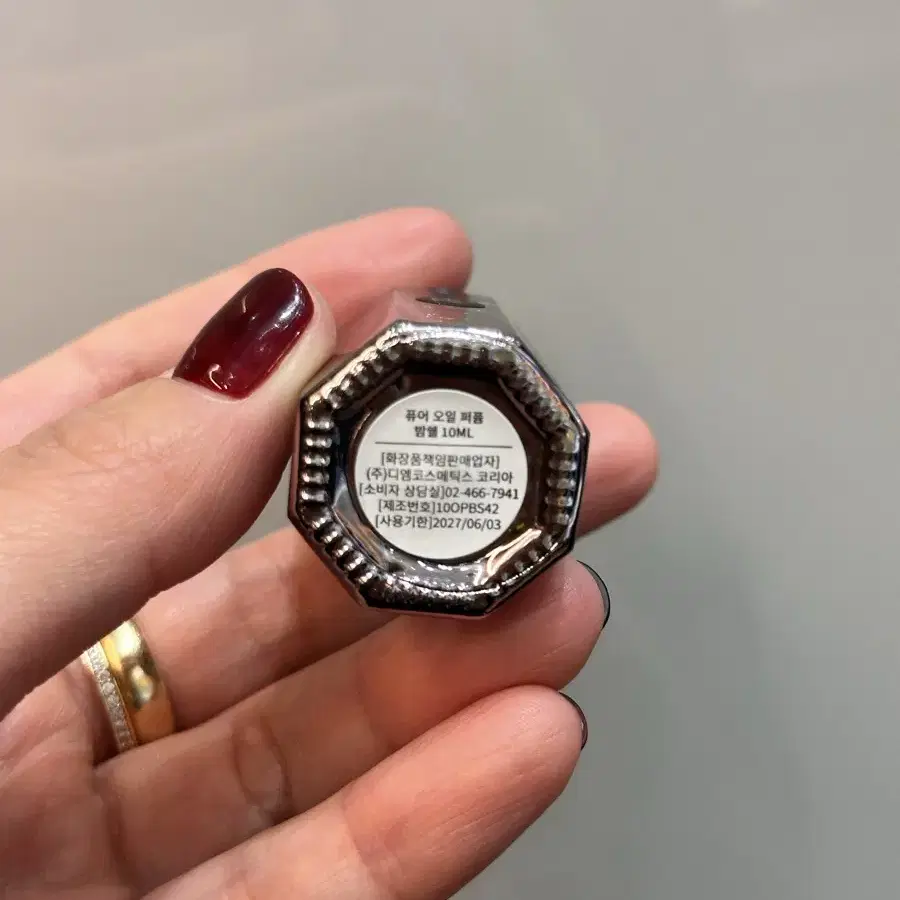 퓨어 오일 퍼퓸
밤쉘 10ML
[화장품책임판매업자]
(주)디엠코스메틱스 코리아
[소비자 상담실]02-466-7941
[제조번호]10OPBS42
[사용기한]2027/06/03